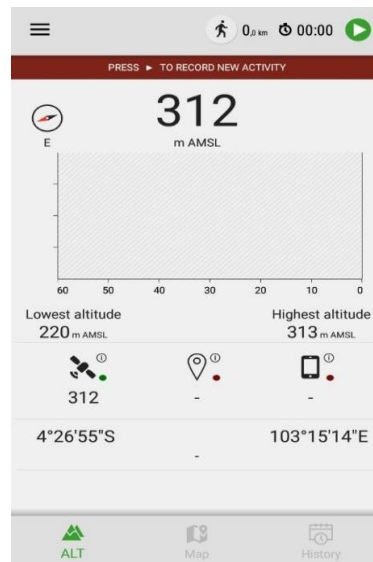 0,0 km 00:00
PRESS ► TO RECORD NEW ACTIVITY
312
E
m AMSL
60 50 40 30 20 10 0
Lowest altitude Highest altitude
220 m AMSL 313 m AMSL
312 - -
4°26'55"S 103°15'14"E
-
ALT Map History